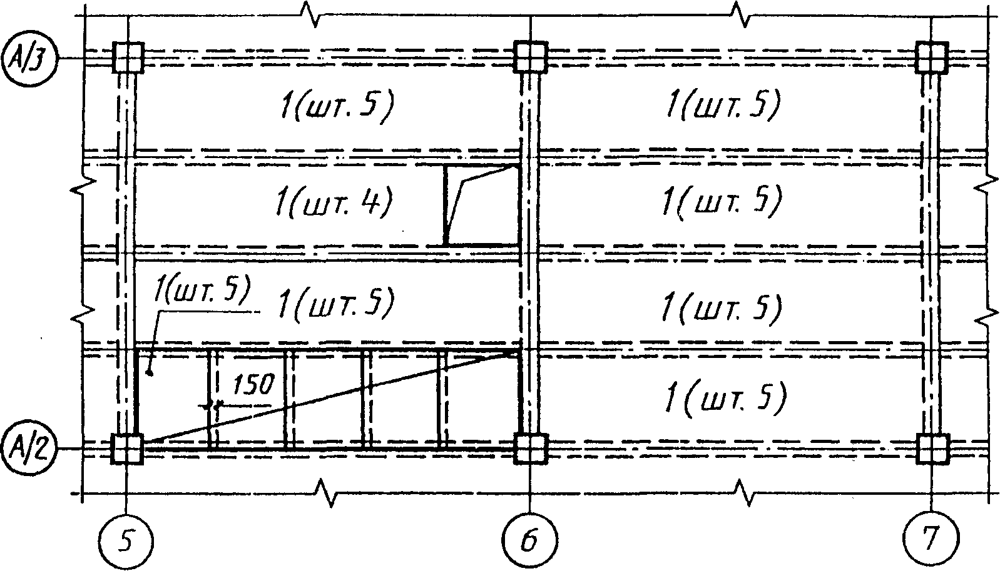 А/3
1(шт. 5) 1(шт. 5)
1(шт. 4) 1(шт. 5)
1(шт. 5) 1(шт. 5) 1(шт. 5)
150
1(шт. 5)
А/2
5 6 7